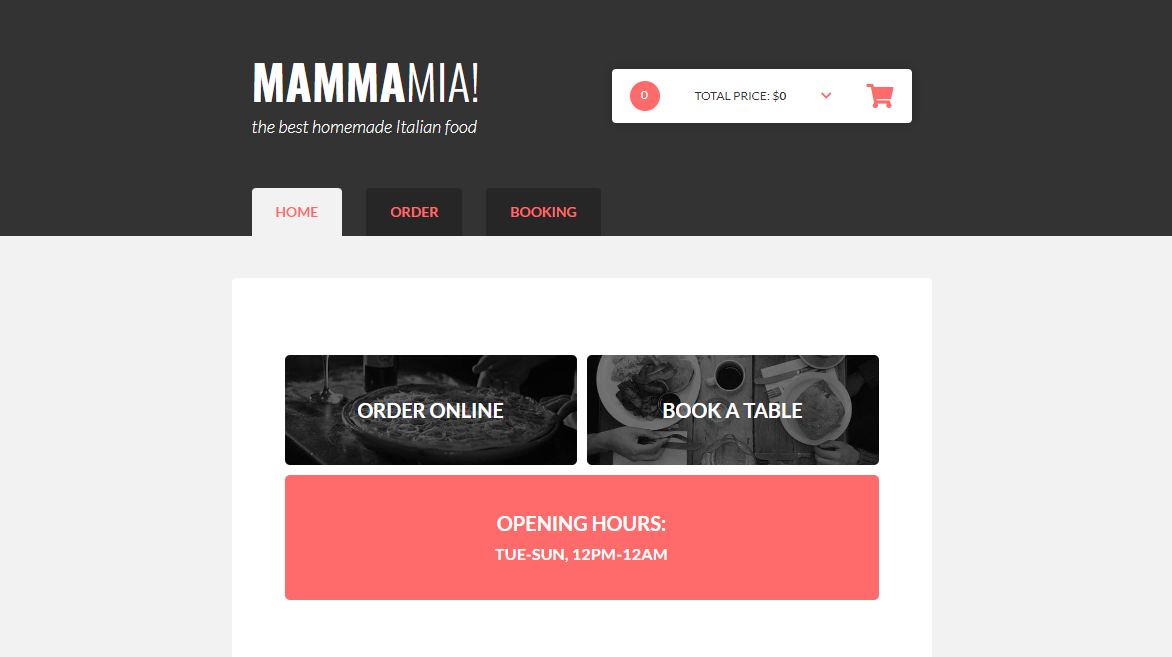 MAMMAMIA!
the best homemade Italian food
0
TOTAL PRICE: $0
HOME
ORDER
BOOKING
ORDER ONLINE
BOOK A TABLE
OPENING HOURS:
TUE-SUN, 12PM-12AM